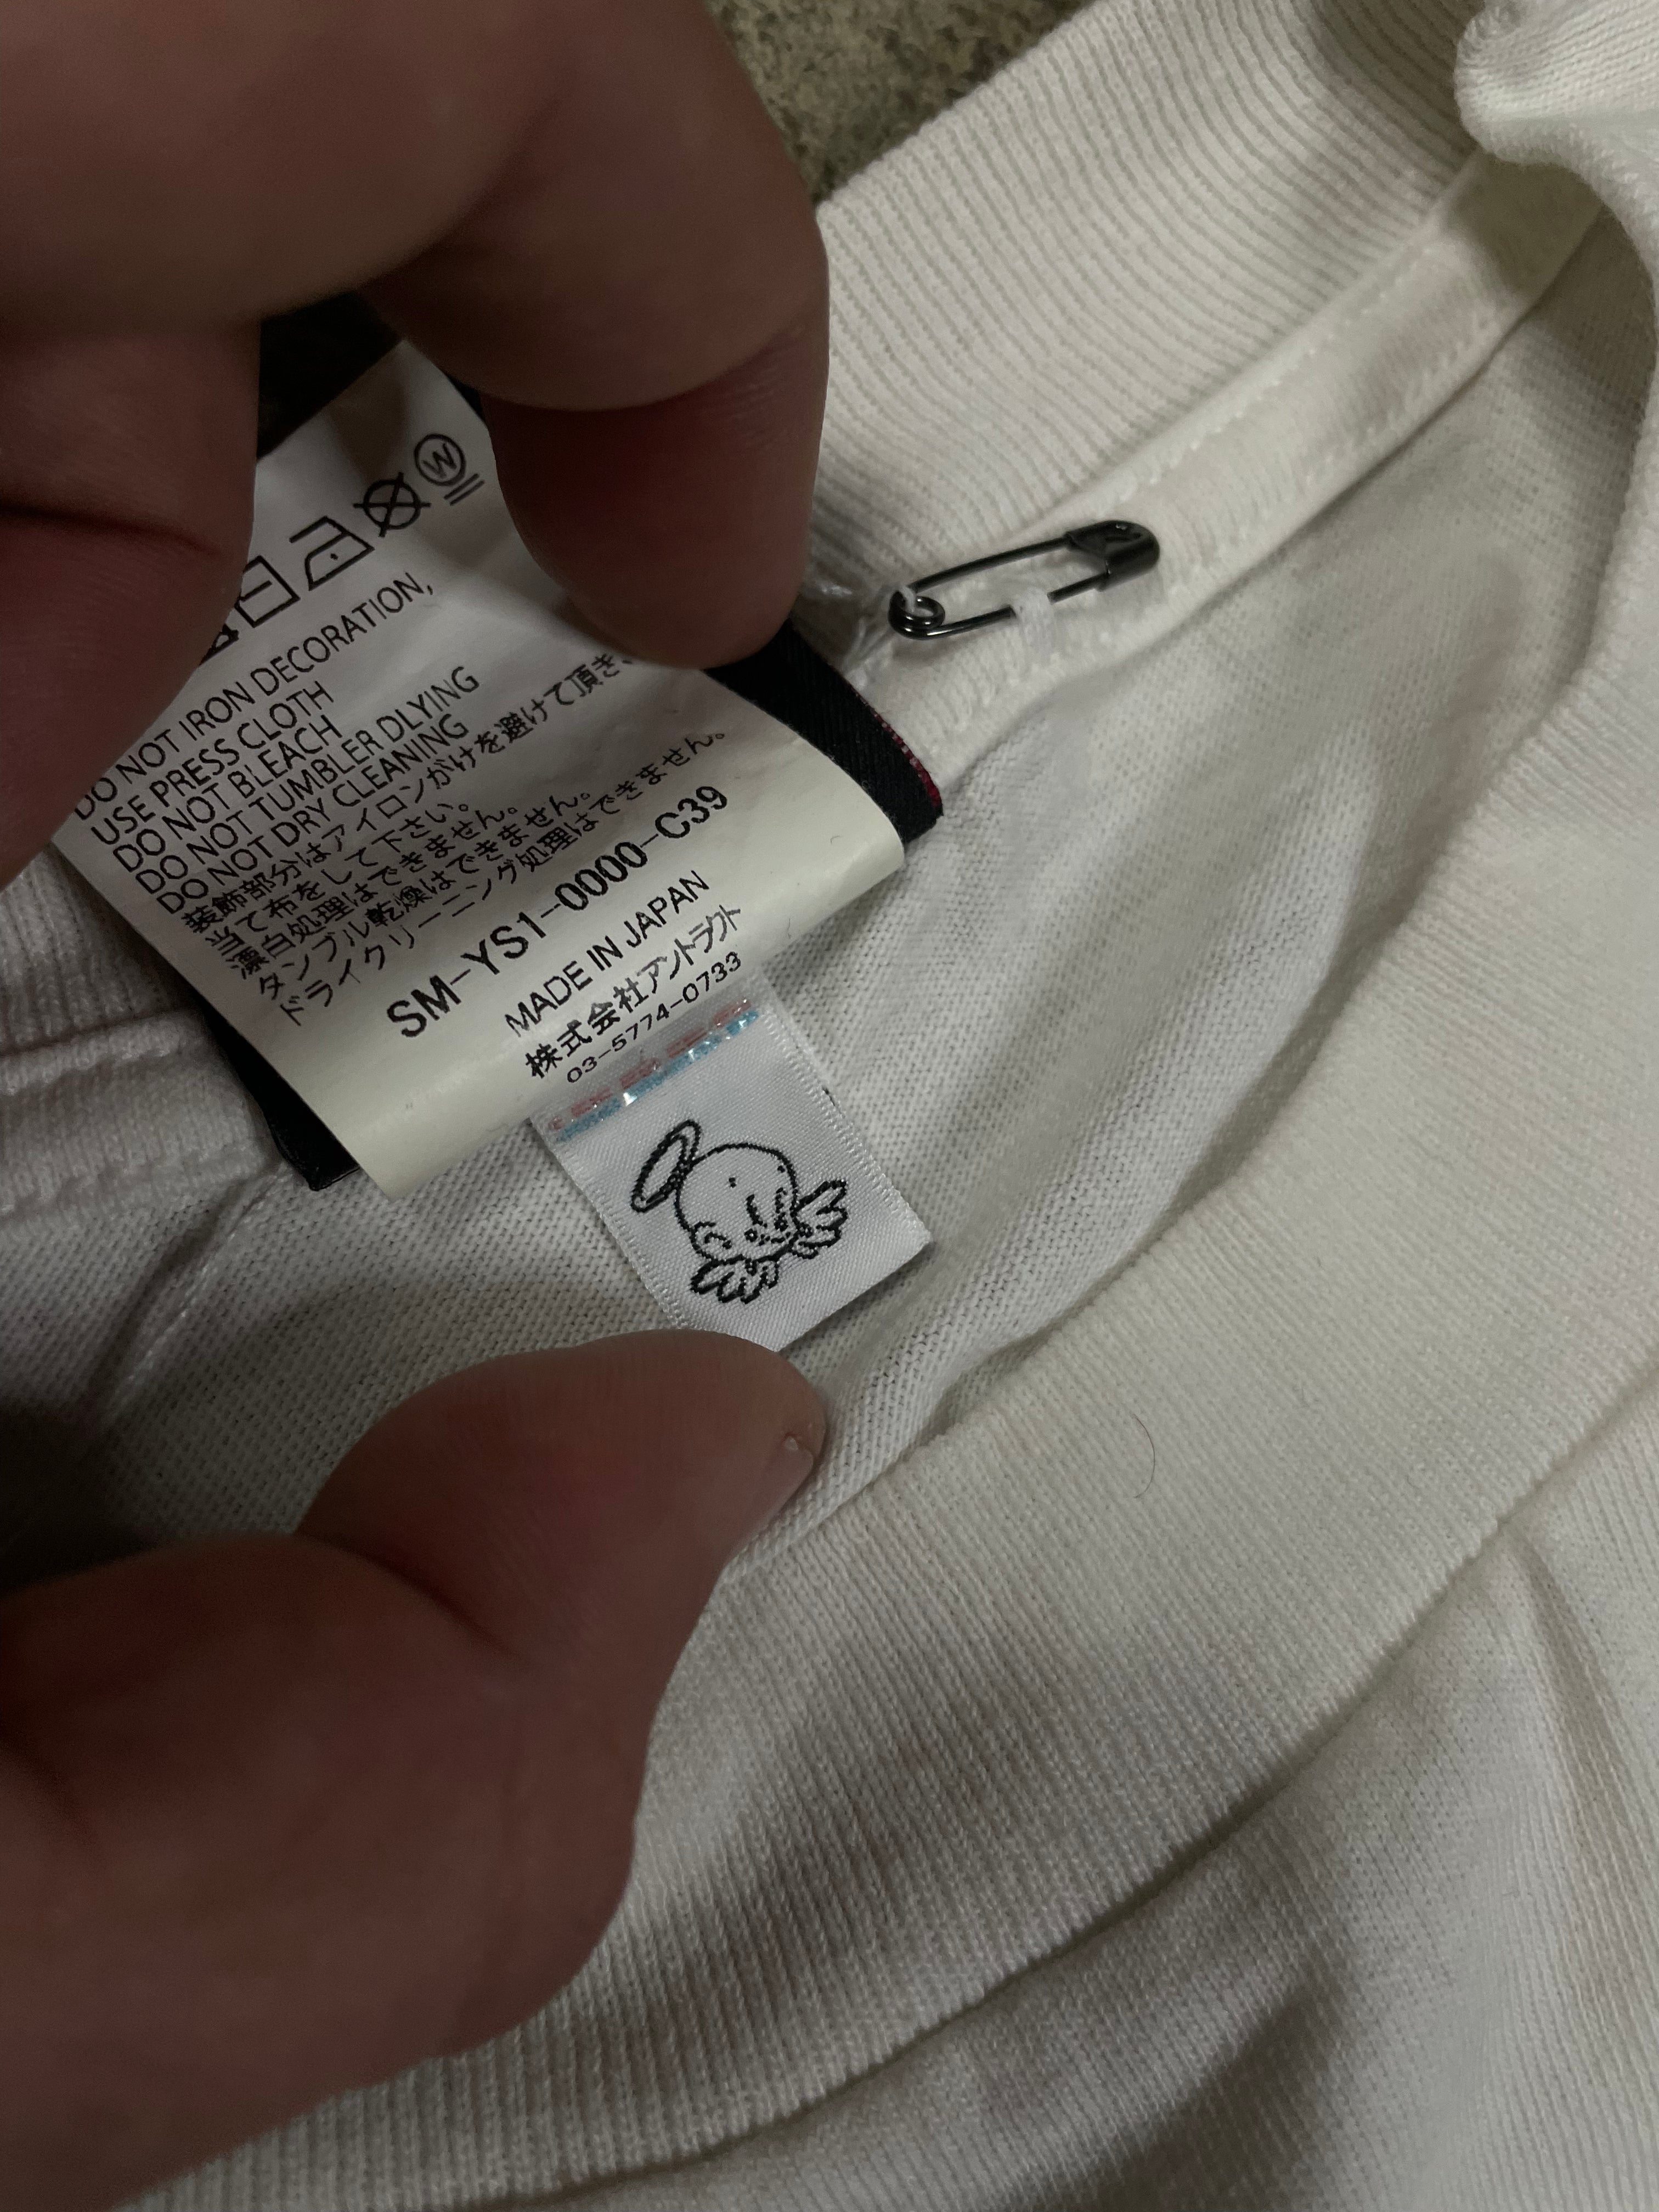 W
DO NOT IRON DECORATION,
USE PRESS CLOTH
DO NOT BLEACH
DO NOT TUMBLER DLYING
DO NOT DRY CLEANING
装飾部分はアイロンがけを避けて頂き、
当て布をして下さい。
漂白処理はできません。
タンブル乾燥はできません。
ドライクリーニング処理はできません。
SM-YS1-0000-C39
MADE IN JAPAN
株式会社アントラクト
03-5774-0733